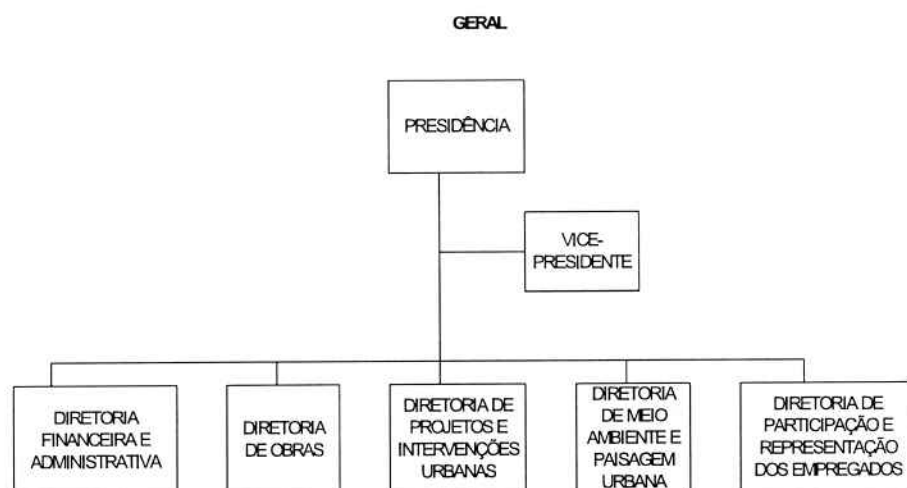 GERAL
PRESIDÊNCIA
VICE-
PRESIDENTE
DIRETORIA
FINANCEIRA E
ADMINISTRATIVA
DIRETORIA
DE OBRAS
DIRETORIA DE
PROJETOS E
INTERVENÇÕES
URBANAS
DIRETORIA
DE MEIO
AMBIENTE E
PAISAGEM
URBANA
DIRETORIA DE
PARTICIPAÇÃO E
REPRESENTAÇÃO
DOS EMPREGADOS